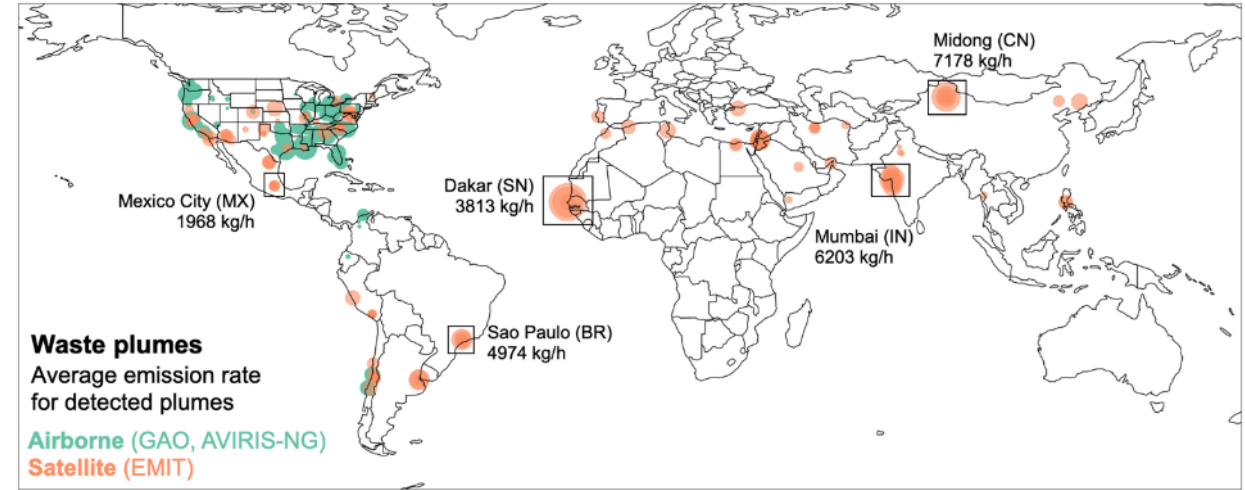 Midong (CN)
7178 kg/h
Mexico City (MX)
1968 kg/h
Dakar (SN)
3813 kg/h
Mumbai (IN)
6203 kg/h
Sao Paulo (BR)
4974 kg/h
Waste plumes
Average emission rate
for detected plumes
Airborne (GAO, AVIRIS-NG)
Satellite (EMIT)